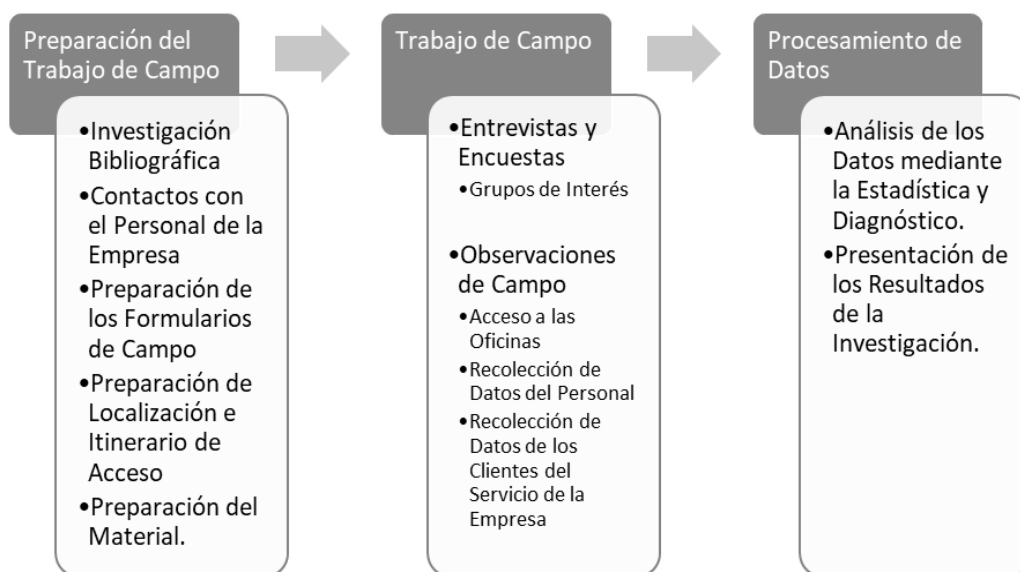 Preparación del
Trabajo de Campo
•Investigación
Bibliográfica
•Contactos con
el Personal de la
Empresa
•Preparación de
los Formularios
de Campo
•Preparación de
Localización e
Itinerario de
Acceso
•Preparación del
Material.
Trabajo de Campo
•Entrevistas y
Encuestas
•Grupos de Interés
•Observaciones
de Campo
•Acceso a las
Oficinas
•Recolección de
Datos del Personal
•Recolección de
Datos de los
Clientes del
Servicio de la
Empresa
Procesamiento de
Datos
•Análisis de los
Datos mediante
la Estadística y
Diagnóstico.
•Presentación de
los Resultados
de la
Investigación.